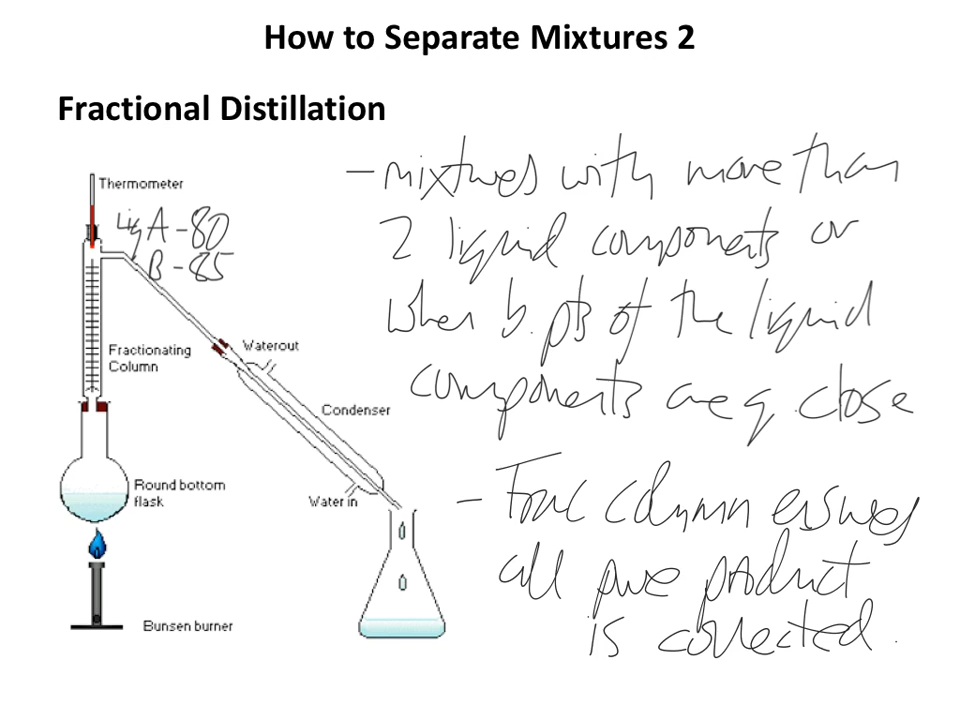 How to Separate Mixtures 2
Fractional Distillation
Thermometer
Liq A - 80
B - 85
Fractionating
Column
Waterout
Condenser
Round bottom
flask
Water in
Bunsen burner
- mixtures with more than
2 liquid components or
when b. pts of the liquid
components are q. close
- Frac column ensures
all pure product
is collected.